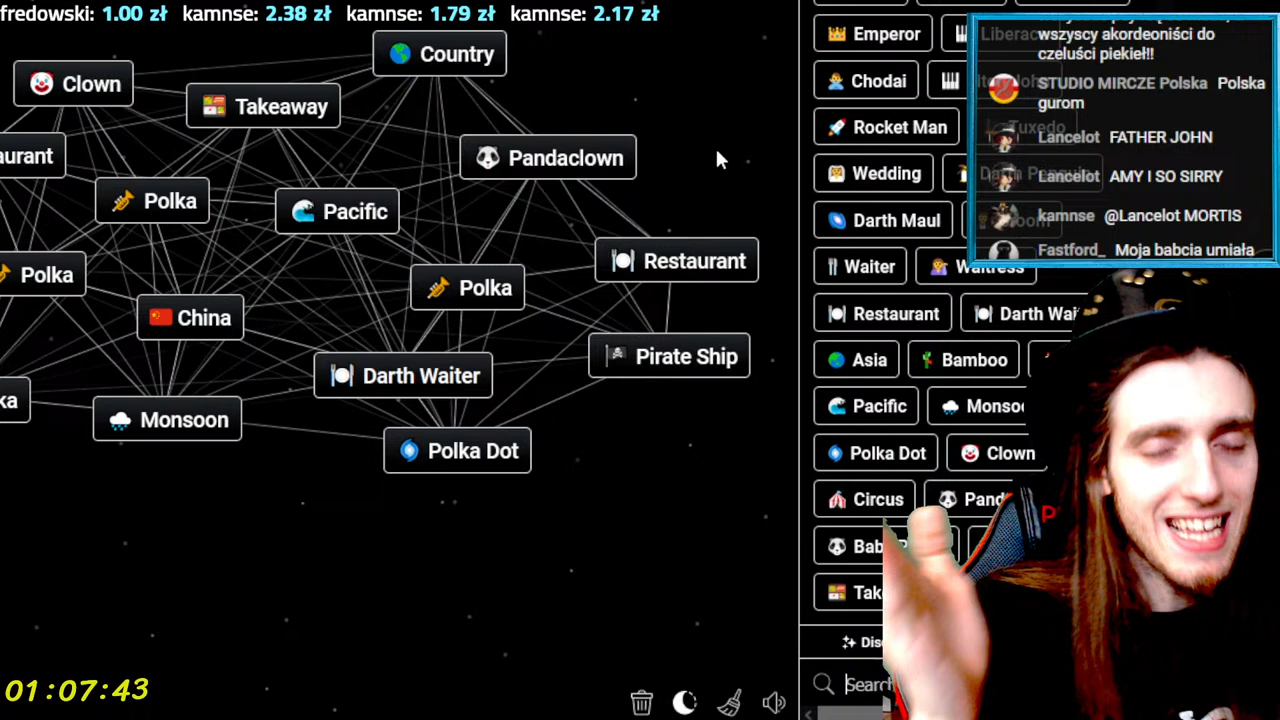 fredowski: 1.00 zł kamnse: 2.38 zł kamnse: 1.79 zł kamnse: 2.17 zł
Country
Clown
Takeaway
Pandaclown
Polka
Pacific
Restaurant
Polka
Polka
China
Pirate Ship
Darth Waiter
Monsoon
Polka Dot
01:07:43
Emperor
Chodai
Rocket Man
Tuxedo
Wedding
Darth Maul
Waiter Waitress
Restaurant
Asia Bamboo
Pacific
Polka Dot Clown
Circus
Search
wszyscy akordeoniści do
czeluści piekieł!!
STUDIO MIRCZE Polska Polska
gurom
Lancelot FATHER JOHN
Lancelot AMY I SO SIRRY
kamnse @Lancelot MORTIS
Fastford_ Moja babcia umiała